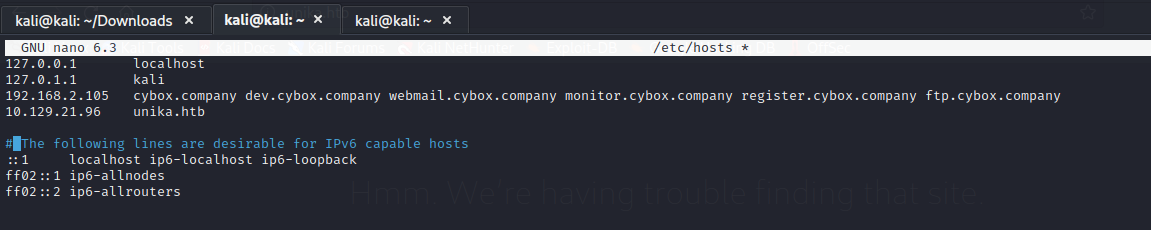 kali@kali: ~/Downloads × kali@kali: ~ × kali@kali: ~ ×
GNU nano 6.3 /etc/hosts *
127.0.0.1 localhost
127.0.1.1 kali
192.168.2.105 cybox.company dev.cybox.company webmail.cybox.company monitor.cybox.company register.cybox.company ftp.cybox.company
10.129.21.96 unika.htb
# The following lines are desirable for IPv6 capable hosts
::1 localhost ip6-localhost ip6-loopback
ff02::1 ip6-allnodes
ff02::2 ip6-allrouters
Hmm. We're having trouble finding that site.